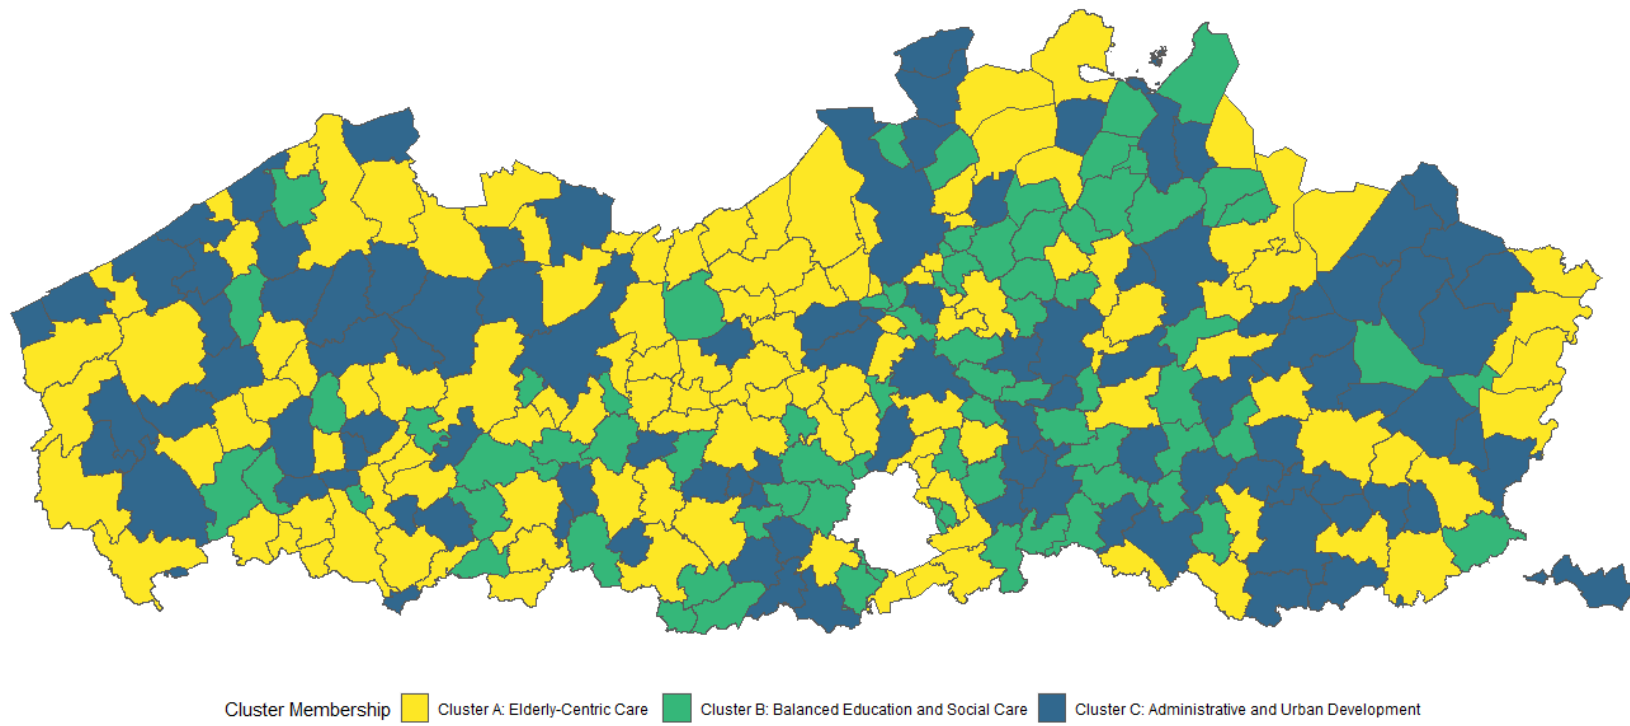 Cluster Membership Cluster A: Elderly-Centric Care Cluster B: Balanced Education and Social Care Cluster C: Administrative and Urban Development